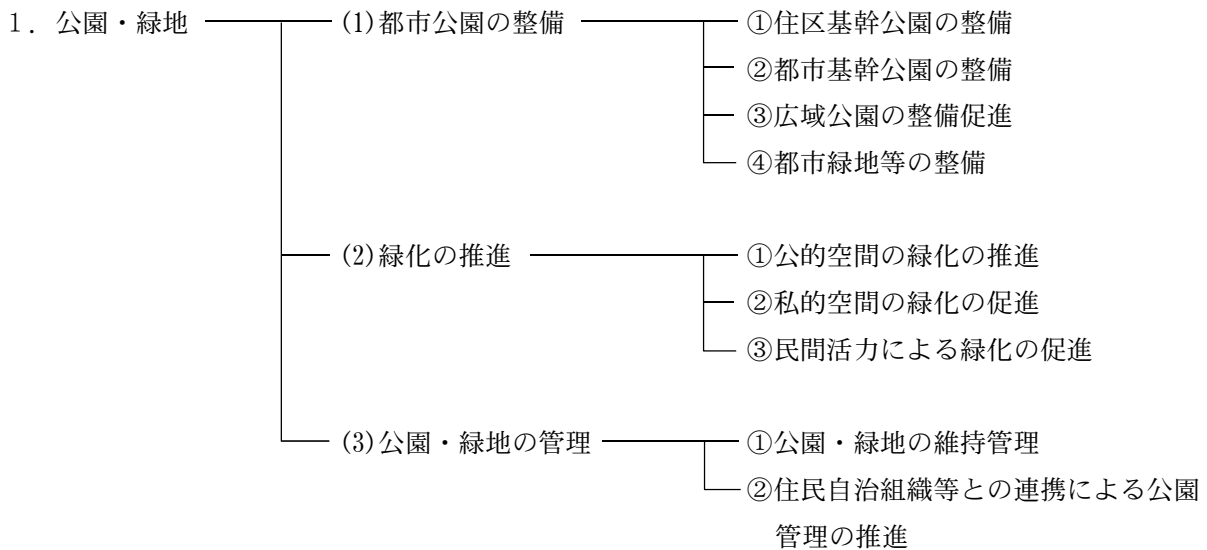 １．公園・緑地
(1)都市公園の整備
①住区基幹公園の整備
②都市基幹公園の整備
③広域公園の整備促進
④都市緑地等の整備
(2)緑化の推進
①公的空間の緑化の推進
②私的空間の緑化の促進
③民間活力による緑化の促進
(3)公園・緑地の管理
①公園・緑地の維持管理
②住民自治組織等との連携による公園
管理の推進